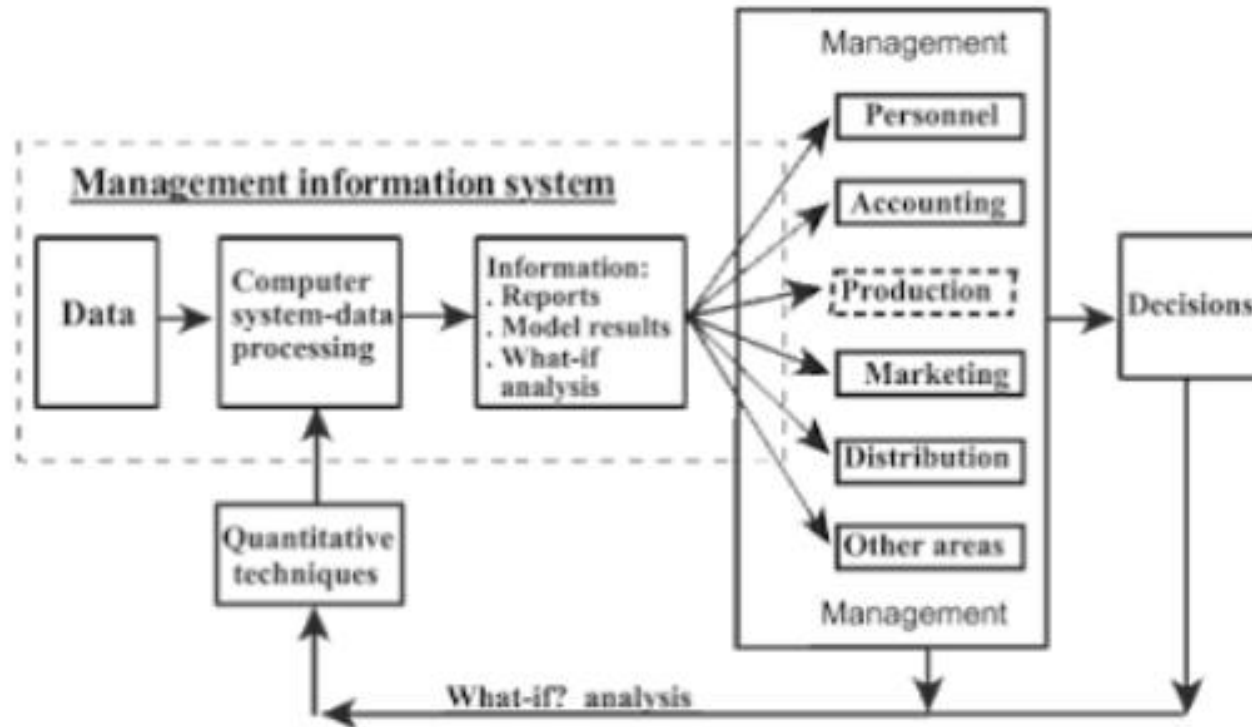 Management
Personnel
Management information system
Accounting
Data
Computer
system-data
processing
Information:
. Reports
. Model results
. What-if
analysis
Production
Decisions
Marketing
Distribution
Quantitative
techniques
Other areas
Management
What-if? analysis